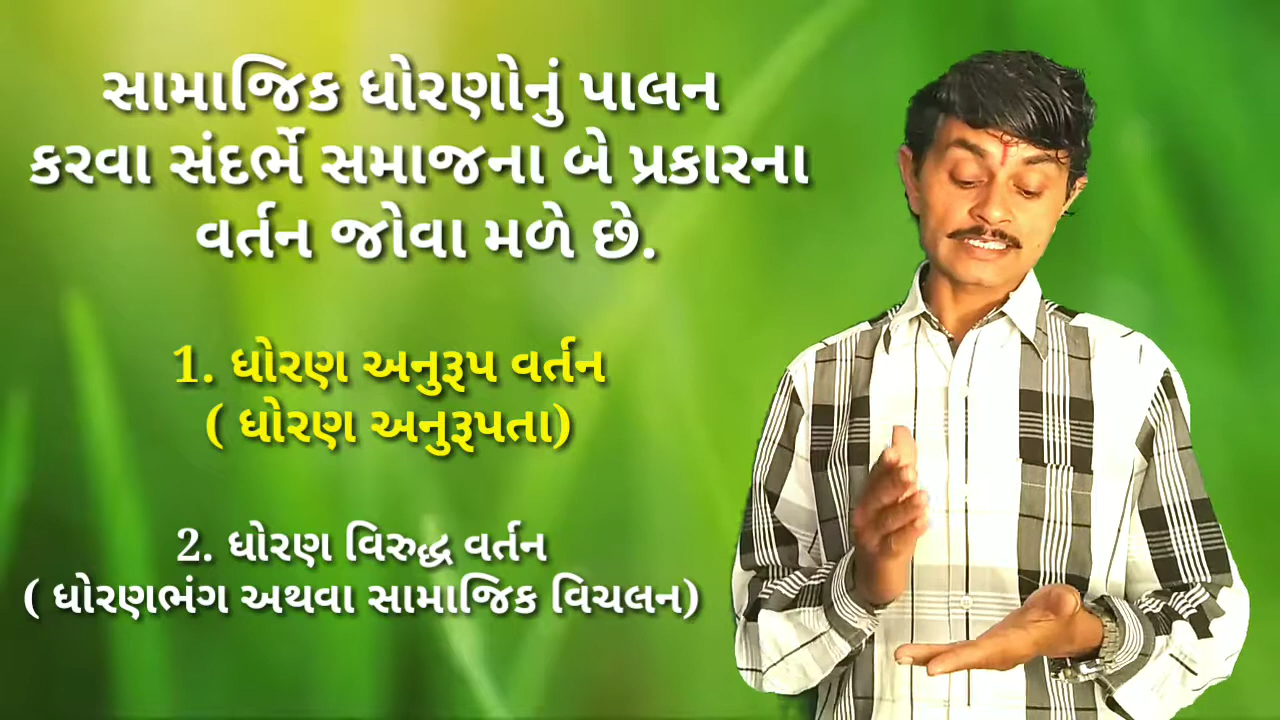 સામાજિક ધોરણોનું પાલન
કરવા સંદર્ભે સમાજના બે પ્રકારના
વર્તન જોવા મળે છે.
1. ધોરણ અનુરૂપ વર્તન
( ધોરણ અનુરૂપતા)
2. ધોરણ વિરુદ્ધ વર્તન
( ધોરણભંગ અથવા સામાજિક વિચલન)